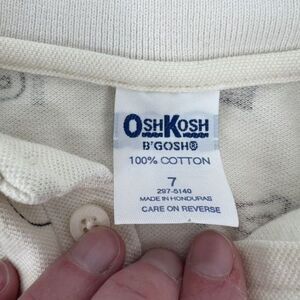 OSHKOSH
B'GOSH®
100% COTTON
7
297-5140
MADE IN HONDURAS
CARE ON REVERSE